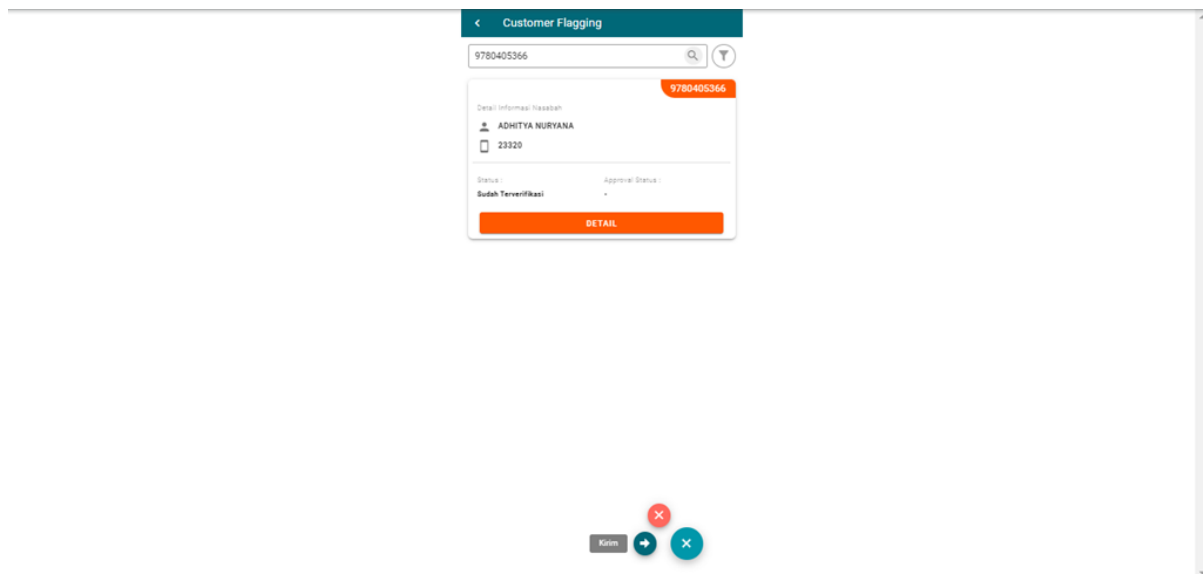 Customer Flagging
9780405366
9780405366
Detail Informasi Nasabah
ADHITYA NURYANA
23320
Status :
Approval Status :
Sudah Terverifikasi
-
DETAIL
Kirim